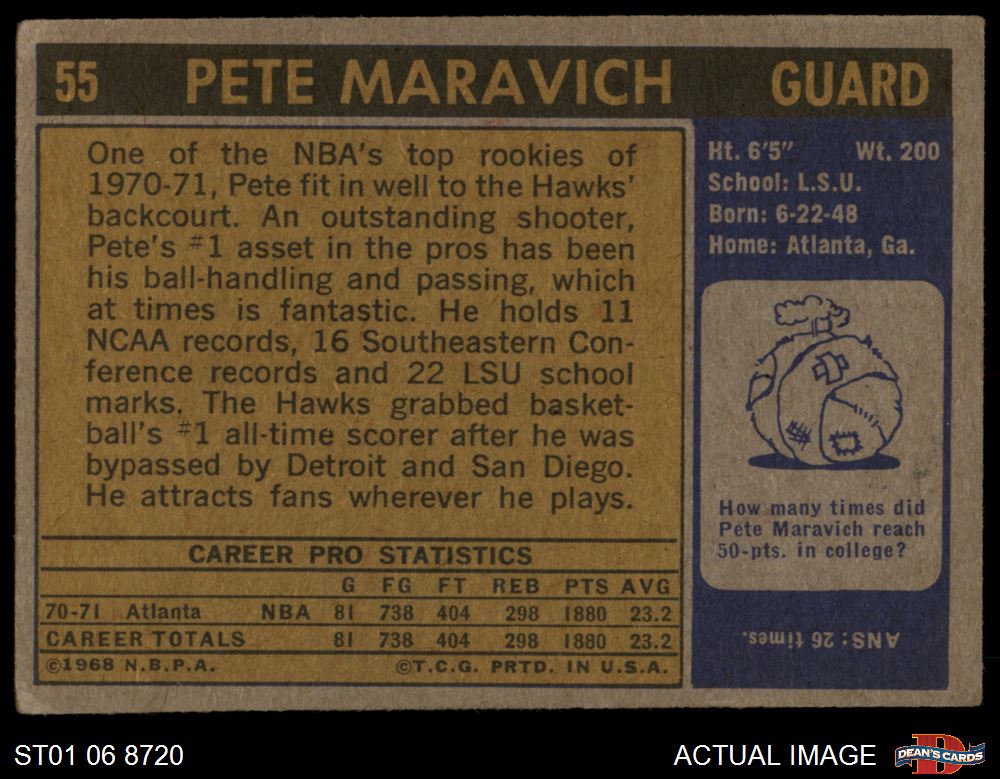 55 PETE MARAVICH GUARD
One of the NBA's top rookies of
1970-71, Pete fit in well to the Hawks'
backcourt. An outstanding shooter,
Pete's #1 asset in the pros has been
his ball-handling and passing, which
at times is fantastic. He holds 11
NCAA records, 16 Southeastern Con-
ference records and 22 LSU school
marks. The Hawks grabbed basket-
ball's #1 all-time scorer after he was
bypassed by Detroit and San Diego.
He attracts fans wherever he plays.
CAREER PRO STATISTICS
G FG FT REB PTS AVG
70-71 Atlanta NBA 81 738 404 298 1880 23.2
CAREER TOTALS 81 738 404 298 1880 23.2
©1968 N.B.P.A. ©T.C.G. PRTD. IN U.S.A.
Ht. 6'5" Wt. 200
School: L.S.U.
Born: 6-22-48
Home: Atlanta, Ga.
How many times did
Pete Maravich reach
50-pts. in college?
ANS: 26 times.
ST01 06 8720
ACTUAL IMAGE
D
DEAN'S CARDS